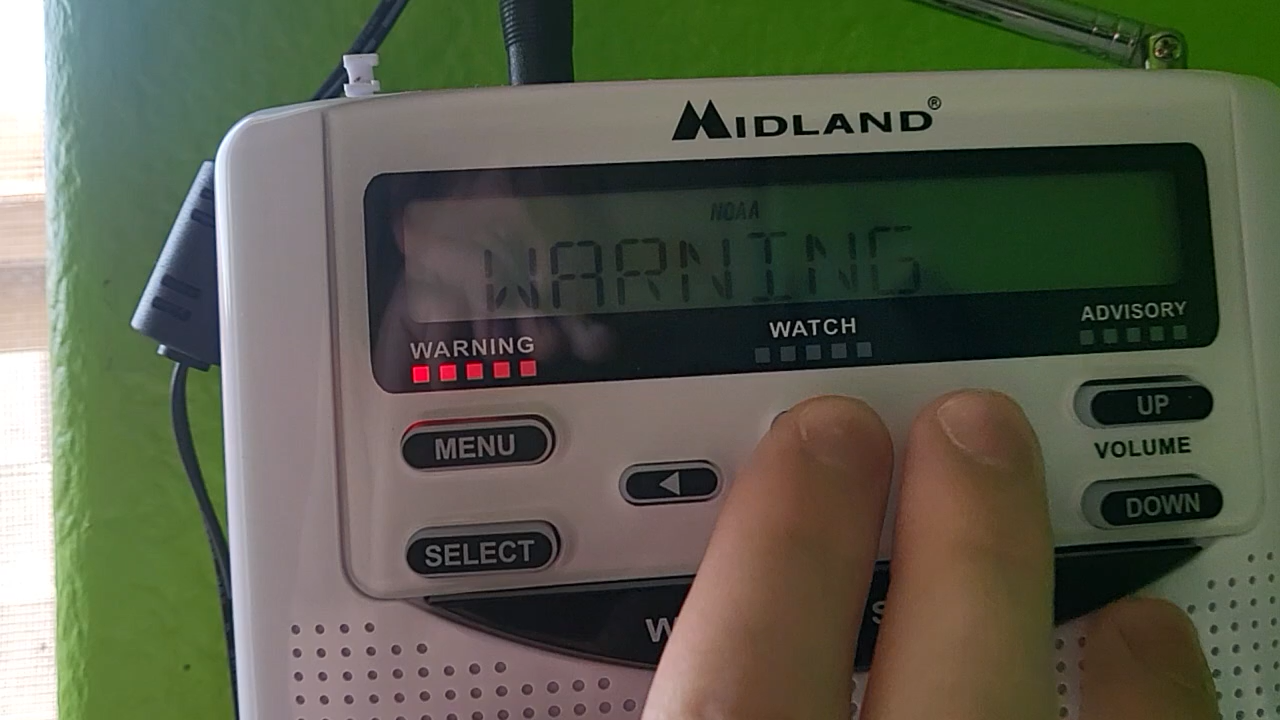 MIDLAND®
NOAA
WARNING
WARNING
WATCH
ADVISORY
MENU
UP
VOLUME
SELECT
DOWN
W
S